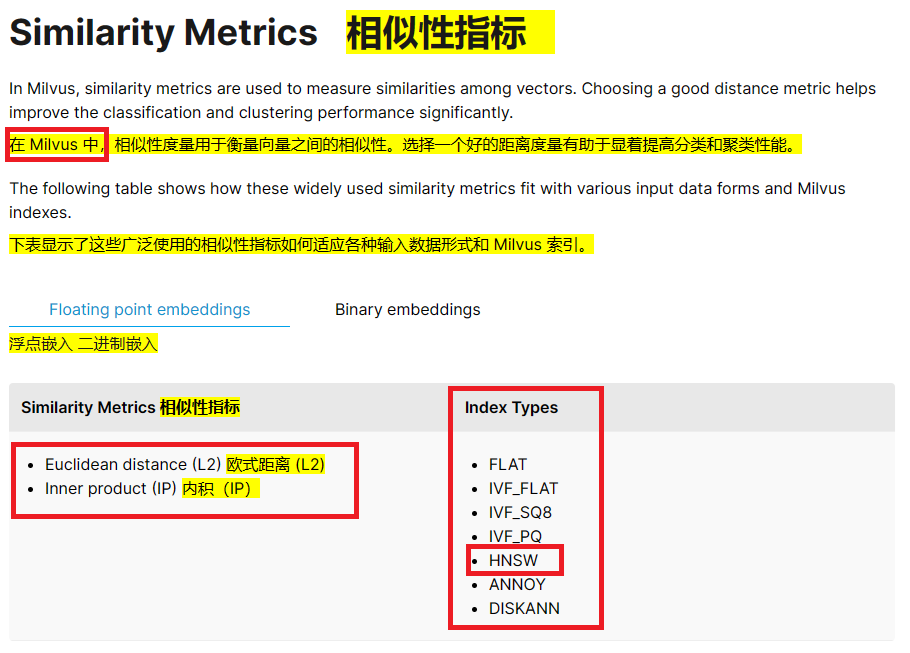 Similarity Metrics 相似性指标
In Milvus, similarity metrics are used to measure similarities among vectors. Choosing a good distance metric helps
improve the classification and clustering performance significantly.
在 Milvus 中，相似性度量用于衡量向量之间的相似性。选择一个好的距离度量有助于显着提高分类和聚类性能。
The following table shows how these widely used similarity metrics fit with various input data forms and Milvus
indexes.
下表显示了这些广泛使用的相似性指标如何适应各种输入数据形式和 Milvus 索引。
Floating point embeddings Binary embeddings
浮点嵌入 二进制嵌入
Similarity Metrics 相似性指标 Index Types
Euclidean distance (L2) 欧式距离 (L2)
Inner product (IP) 内积（IP）
FLAT
IVF_FLAT
IVF_SQ8
IVF_PQ
HNSW
ANNOY
DISKANN